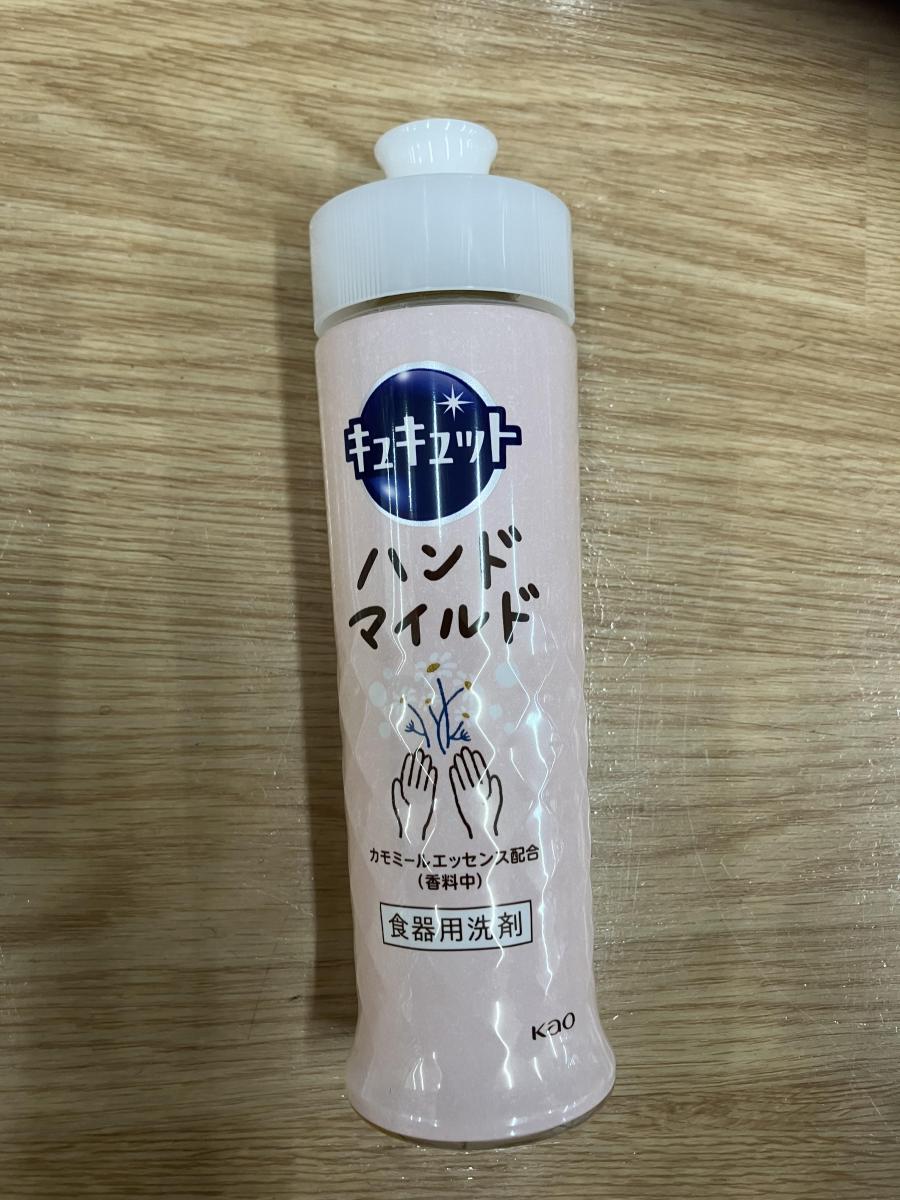 キュキュット
ハンド
マイルド
カモミールエッセンス配合
（香料中）
食器用洗剤
Kao